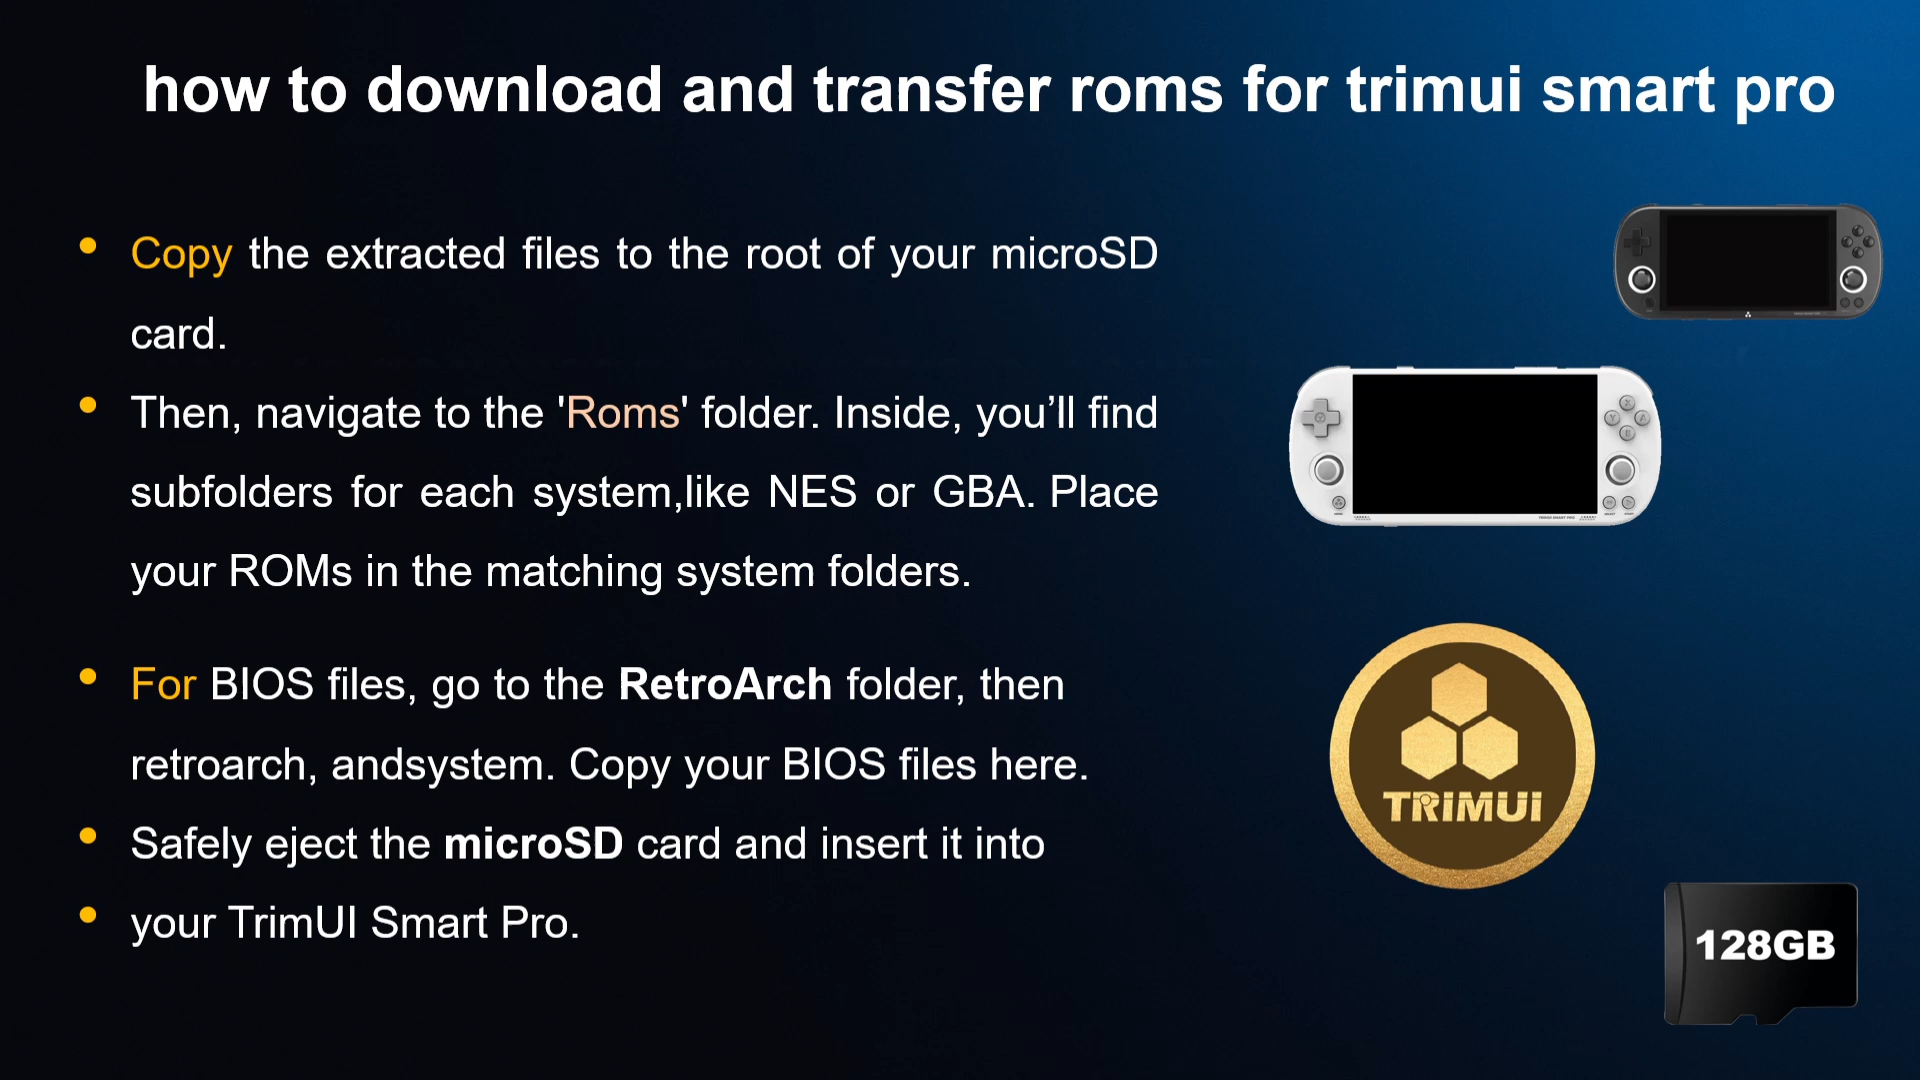 how to download and transfer roms for trimui smart pro
• Copy the extracted files to the root of your microSD
card.
• Then, navigate to the 'Roms' folder. Inside, you’ll find
subfolders for each system,like NES or GBA. Place
your ROMs in the matching system folders.
• For BIOS files, go to the RetroArch folder, then
retroarch, andsystem. Copy your BIOS files here.
• Safely eject the microSD card and insert it into
• your TrimUI Smart Pro.
TRIMUI
128GB